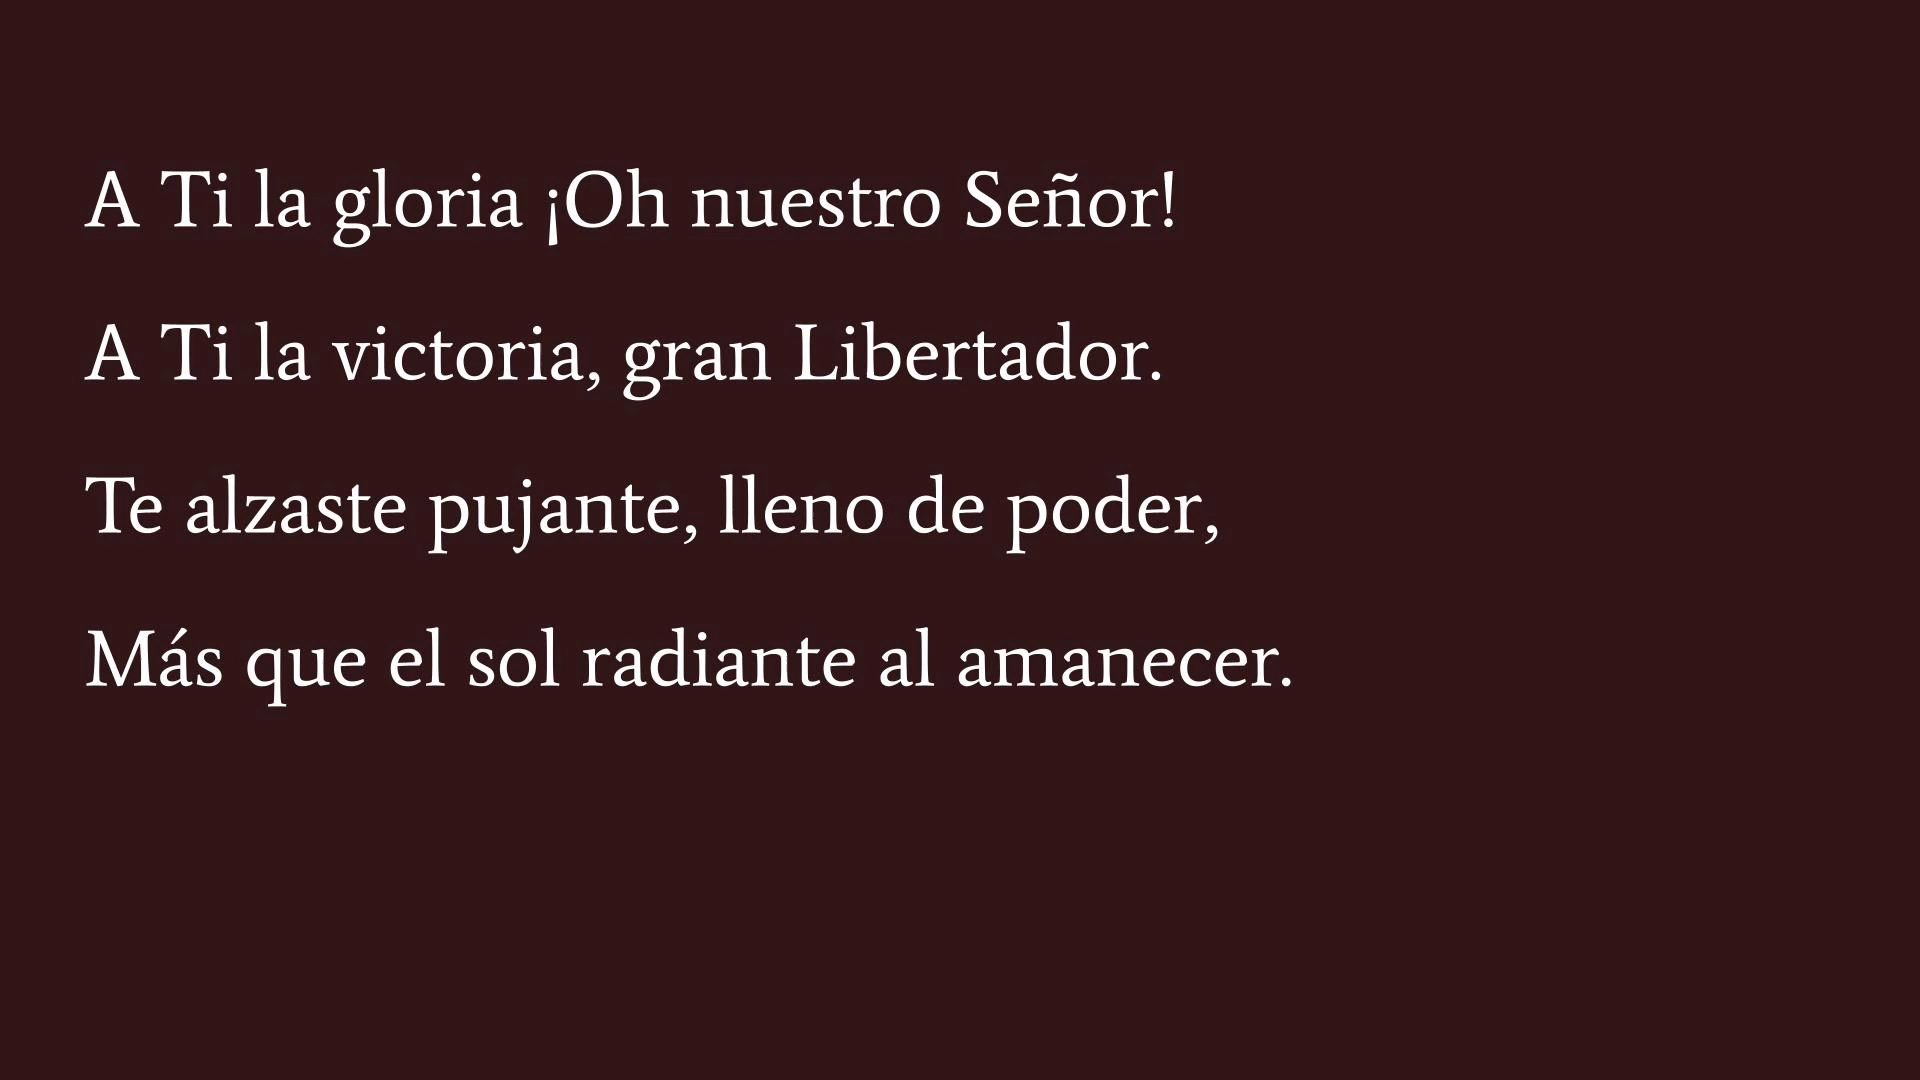 A Ti la gloria ¡Oh nuestro Señor!
A Ti la victoria, gran Libertador.
Te alzaste pujante, lleno de poder,
Más que el sol radiante al amanecer.